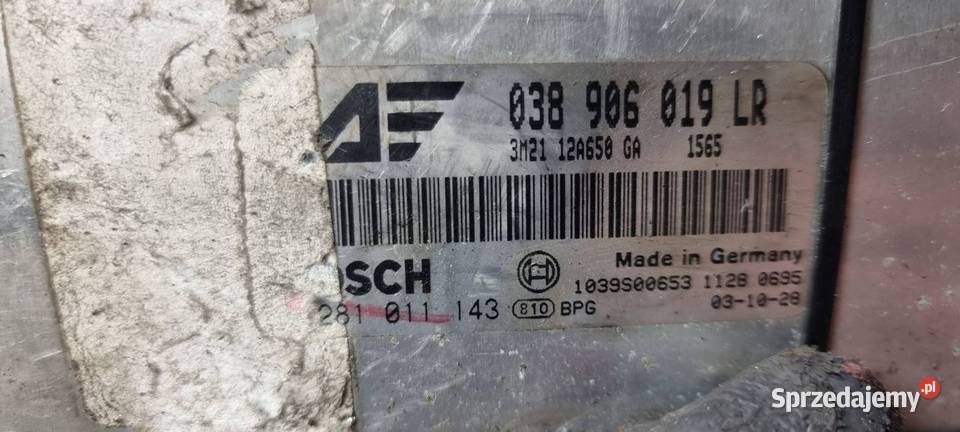 038 906 019 LR
3M21 12A650 GA 1565
OSCH
Made in Germany
1039S00653 1128 0695
281 011 143 810 BPG
03-10-28
Sprzedajemy.pl